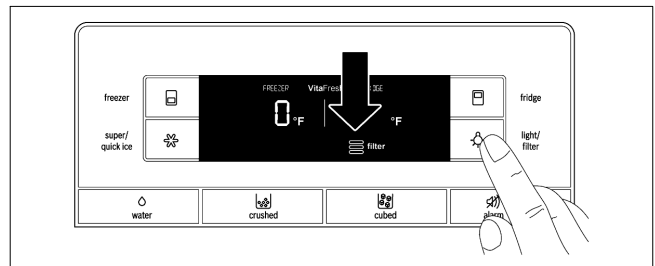 FREEZER VitaFresh
freezer
fridge
0 °F °F
super/
quick ice
filter
light/
filter
water
crushed
cubed
alarm